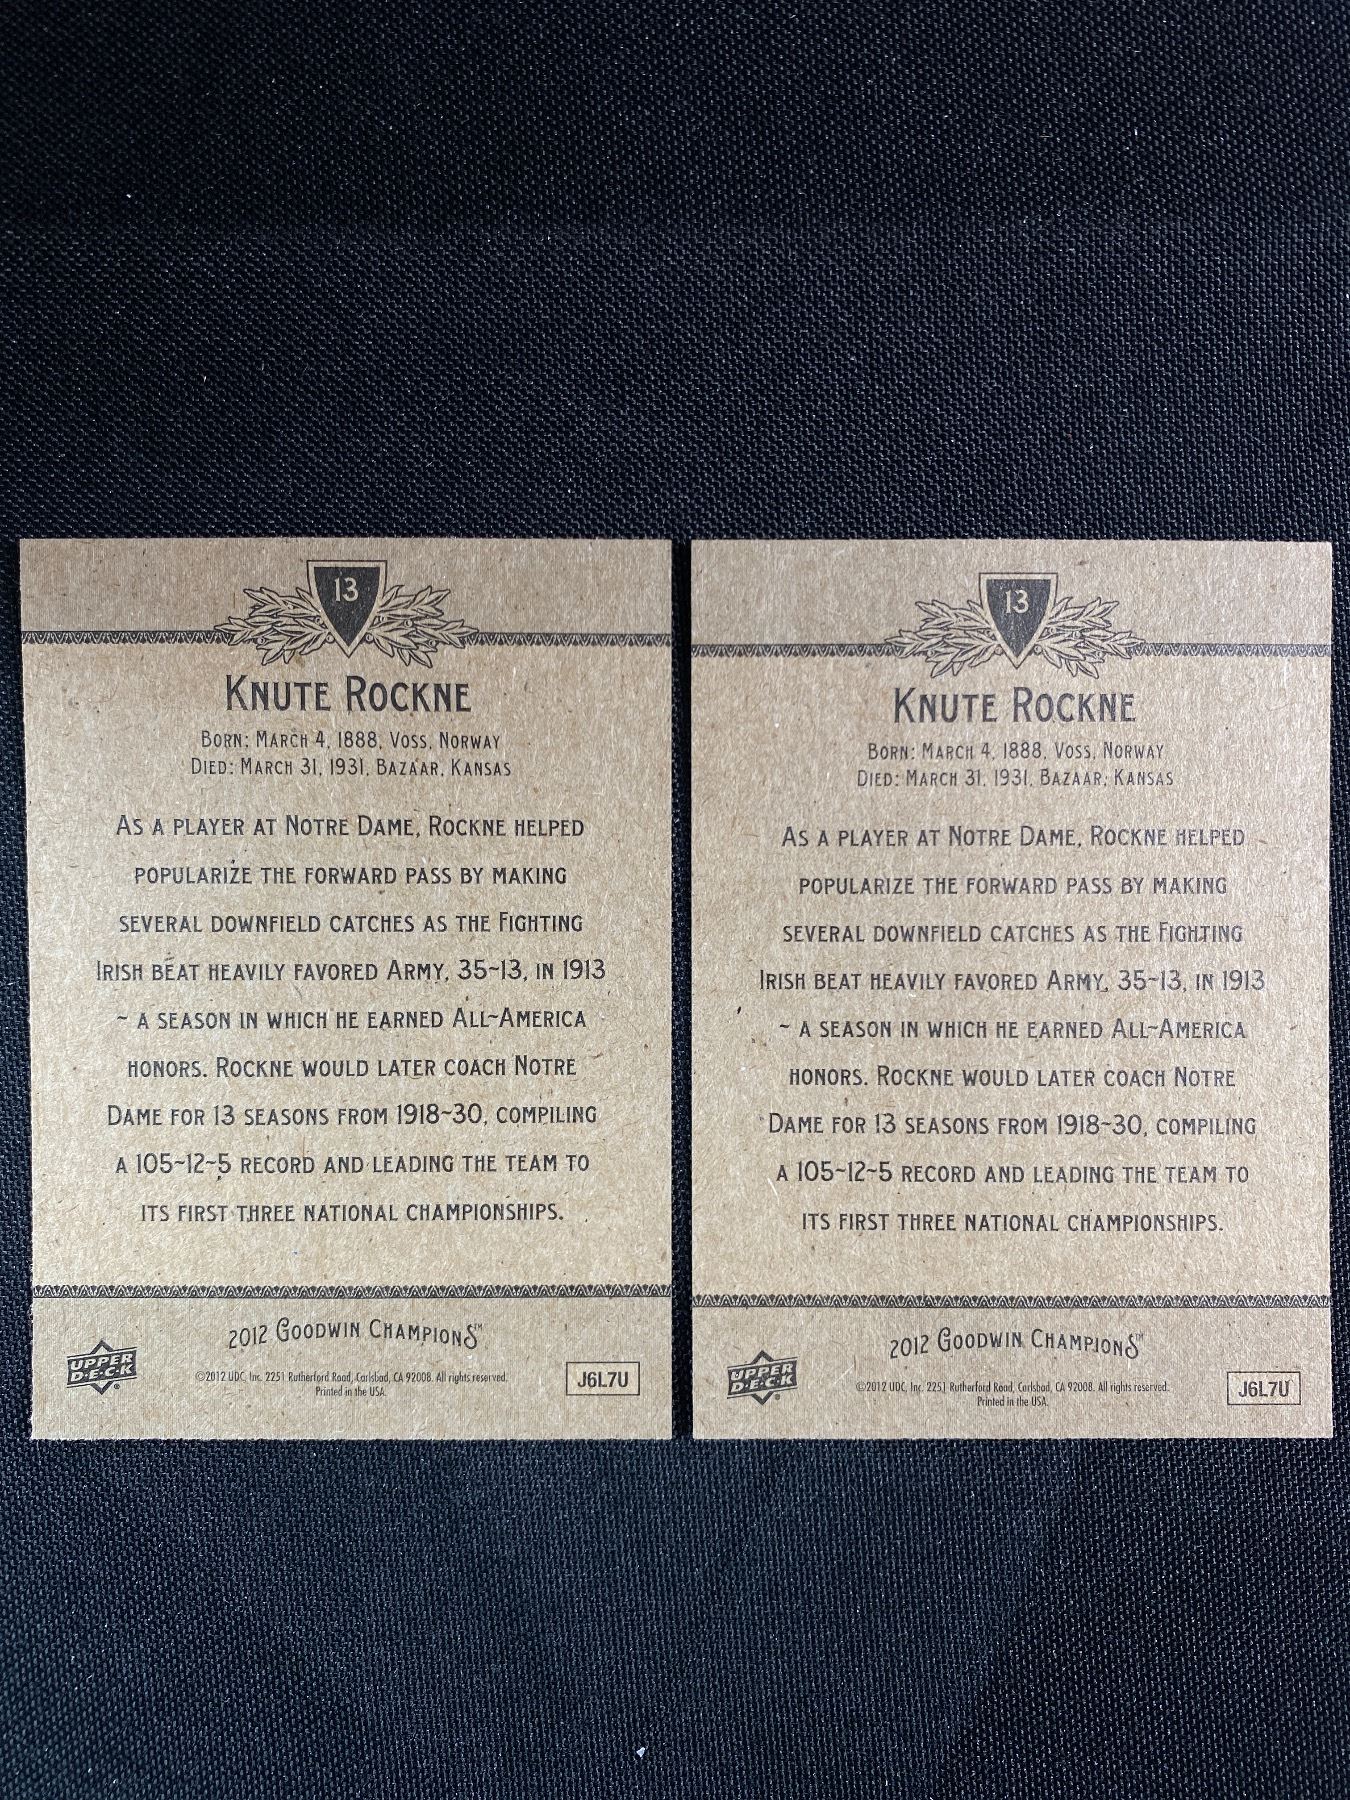 13
KNUTE ROCKNE
BORN: MARCH 4, 1888, VOSS, NORWAY
DIED: MARCH 31, 1931, BAZAAR, KANSAS
AS A PLAYER AT NOTRE DAME, ROCKNE HELPED
POPULARIZE THE FORWARD PASS BY MAKING
SEVERAL DOWNFIELD CATCHES AS THE FIGHTING
IRISH BEAT HEAVILY FAVORED ARMY, 35~13, IN 1913
~ A SEASON IN WHICH HE EARNED ALL~AMERICA
HONORS. ROCKNE WOULD LATER COACH NOTRE
DAME FOR 13 SEASONS FROM 1918~30, COMPILING
A 105~12~5 RECORD AND LEADING THE TEAM TO
ITS FIRST THREE NATIONAL CHAMPIONSHIPS.
2012 GOODWIN CHAMPIONS™
UPPER
D·E·C·K
®
©2012 UDC, Inc. 2251 Rutherford Road, Carlsbad, CA 92008. All rights reserved.
Printed in the USA.
J6L7U
13
KNUTE ROCKNE
BORN: MARCH 4, 1888, VOSS, NORWAY
DIED: MARCH 31, 1931, BAZAAR, KANSAS
AS A PLAYER AT NOTRE DAME, ROCKNE HELPED
POPULARIZE THE FORWARD PASS BY MAKING
SEVERAL DOWNFIELD CATCHES AS THE FIGHTING
IRISH BEAT HEAVILY FAVORED ARMY, 35~13, IN 1913
~ A SEASON IN WHICH HE EARNED ALL~AMERICA
HONORS. ROCKNE WOULD LATER COACH NOTRE
DAME FOR 13 SEASONS FROM 1918~30, COMPILING
A 105~12~5 RECORD AND LEADING THE TEAM TO
ITS FIRST THREE NATIONAL CHAMPIONSHIPS.
2012 GOODWIN CHAMPIONS™
UPPER
D·E·C·K
®
©2012 UDC, Inc. 2251 Rutherford Road, Carlsbad, CA 92008. All rights reserved.
Printed in the USA.
J6L7U